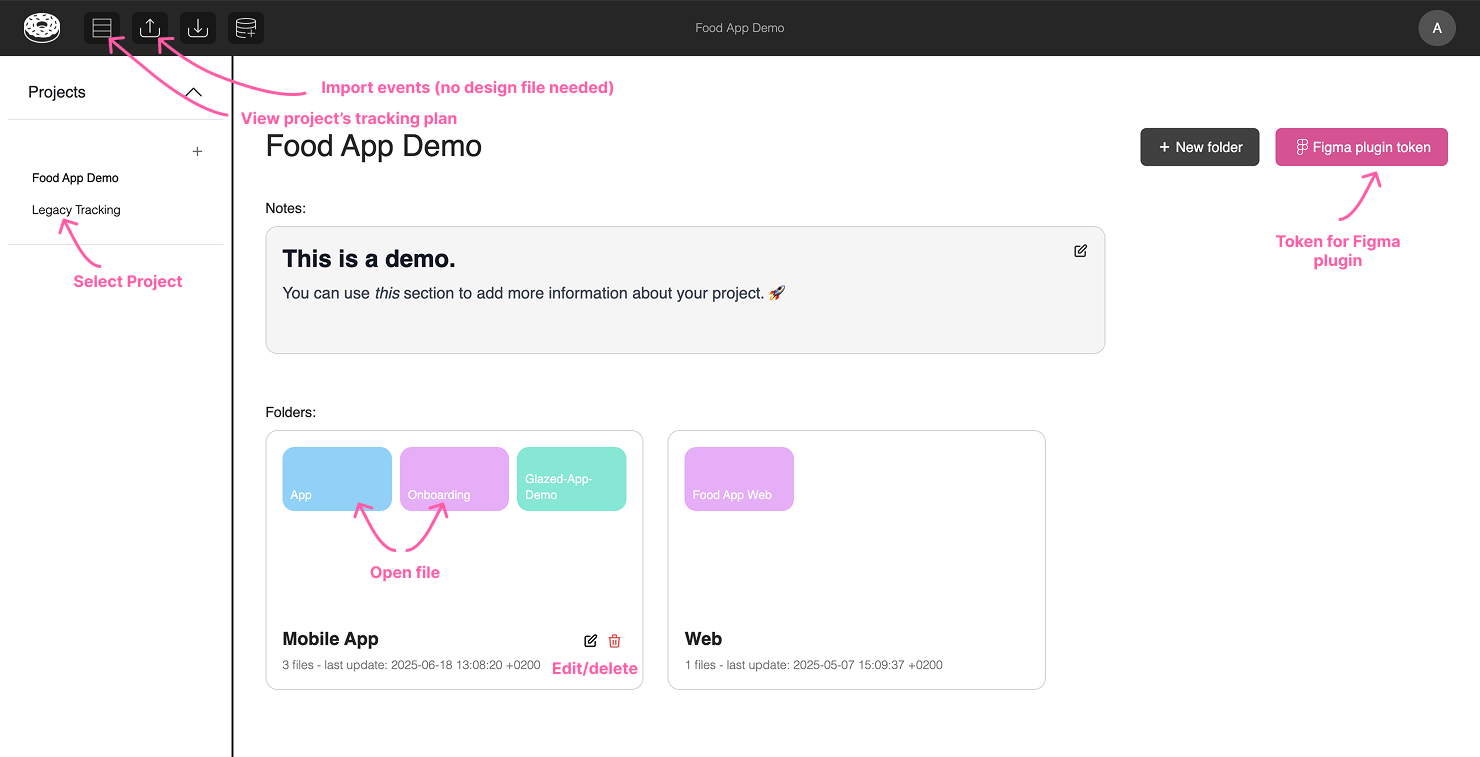 Food App Demo
A
Projects
Import events (no design file needed)
View project's tracking plan
Food App Demo
+ New folder
Figma plugin token
+
Food App Demo
Legacy Tracking
Select Project
Token for Figma
plugin
Notes:
This is a demo.
You can use this section to add more information about your project. 🚀
Folders:
App
Onboarding
Glazed-App-
Demo
Food App Web
Open file
Mobile App
3 files - last update: 2025-06-18 13:08:20 +0200
Edit/delete
Web
1 files - last update: 2025-05-07 15:09:37 +0200